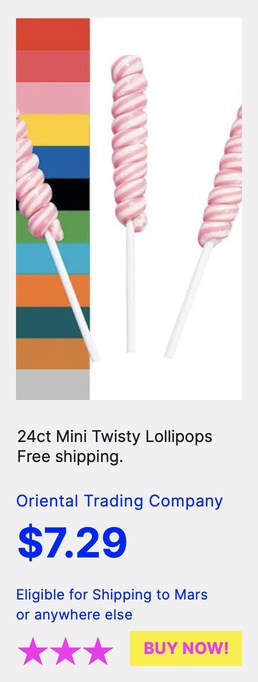 24ct Mini Twisty Lollipops
Free shipping.
Oriental Trading Company
$7.29
Eligible for Shipping to Mars
or anywhere else
BUY NOW!